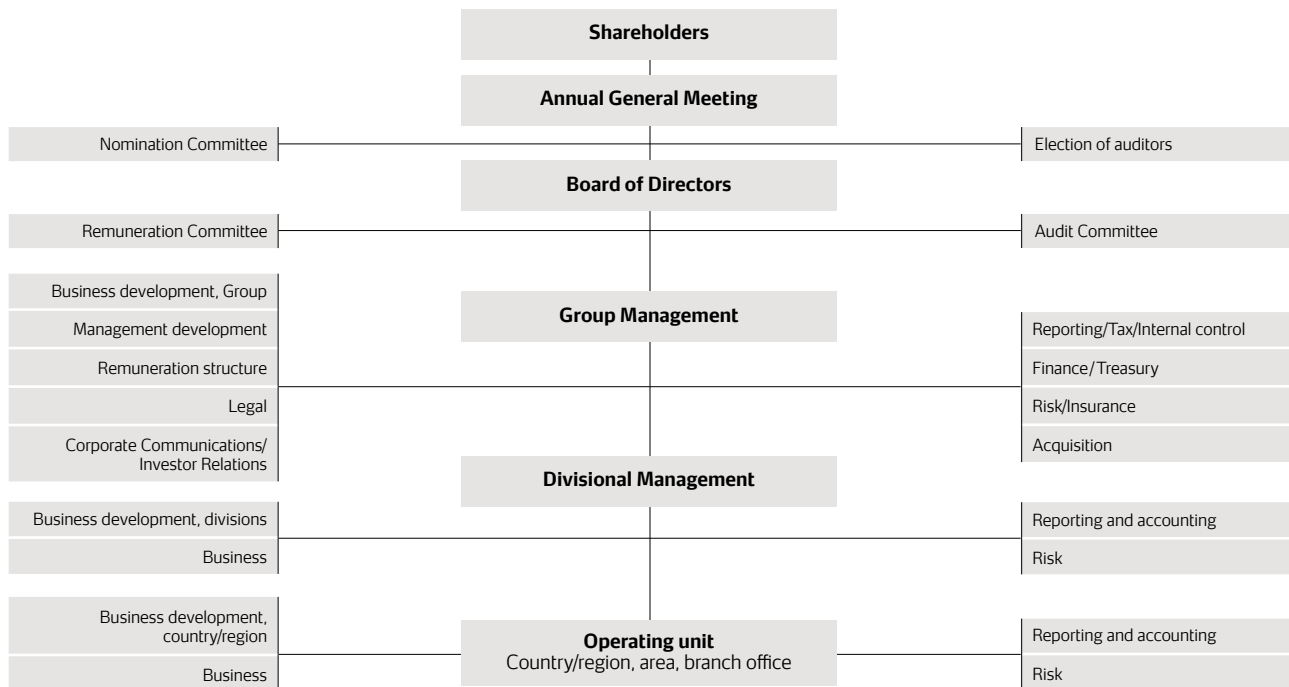 Shareholders
Annual General Meeting
Nomination Committee
Election of auditors
Board of Directors
Remuneration Committee
Audit Committee
Business development, Group
Management development
Remuneration structure
Legal
Corporate Communications/
Investor Relations
Group Management
Reporting/Tax/Internal control
Finance/Treasury
Risk/Insurance
Acquisition
Divisional Management
Business development, divisions
Business
Reporting and accounting
Risk
Business development,
country/region
Business
Operating unit
Country/region, area, branch office
Reporting and accounting
Risk